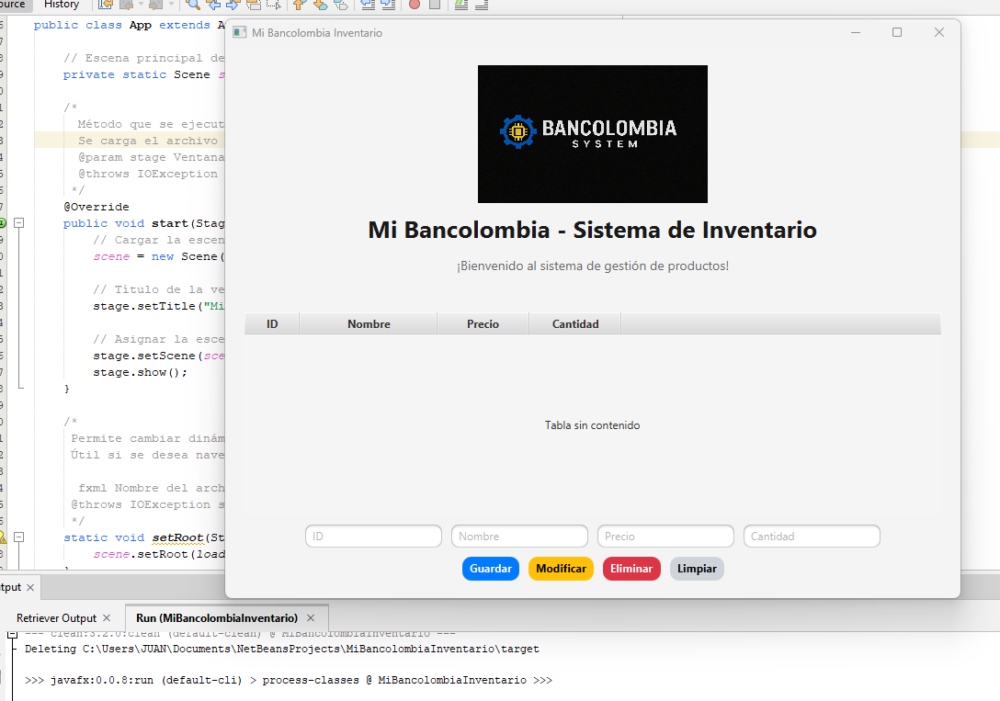 ource History
public class App extends A
// Escena principal de
private static Scene s
/*
Método que se ejecut
Se carga el archivo
@param stage Ventana
@throws IOException
*/
@Override
public void start(Stag
// Cargar la escen
scene = new Scene(
// Título de la ve
stage.setTitle("Mi
// Asignar la esce
stage.setScene(sce
stage.show();
}
/*
Permite cambiar dinám
Útil si se desea nave
fxml Nombre del arch
@throws IOException s
*/
static void setRoot(St
scene.setRoot(load
Mi Bancolombia Inventario
BANCOLOMBIA
SYSTEM
Mi Bancolombia - Sistema de Inventario
¡Bienvenido al sistema de gestión de productos!
ID Nombre Precio Cantidad
Tabla sin contenido
ID Nombre Precio Cantidad
Guardar Modificar Eliminar Limpiar
tput
Retriever Output Run (MiBancolombiaInventario)
--- clean:3.2.0:clean (default-clean) @ MiBancolombiaInventario ---
Deleting C:\Users\JUAN\Documents\NetBeansProjects\MiBancolombiaInventario\target
>>> javafx:0.0.8:run (default-cli) > process-classes @ MiBancolombiaInventario >>>